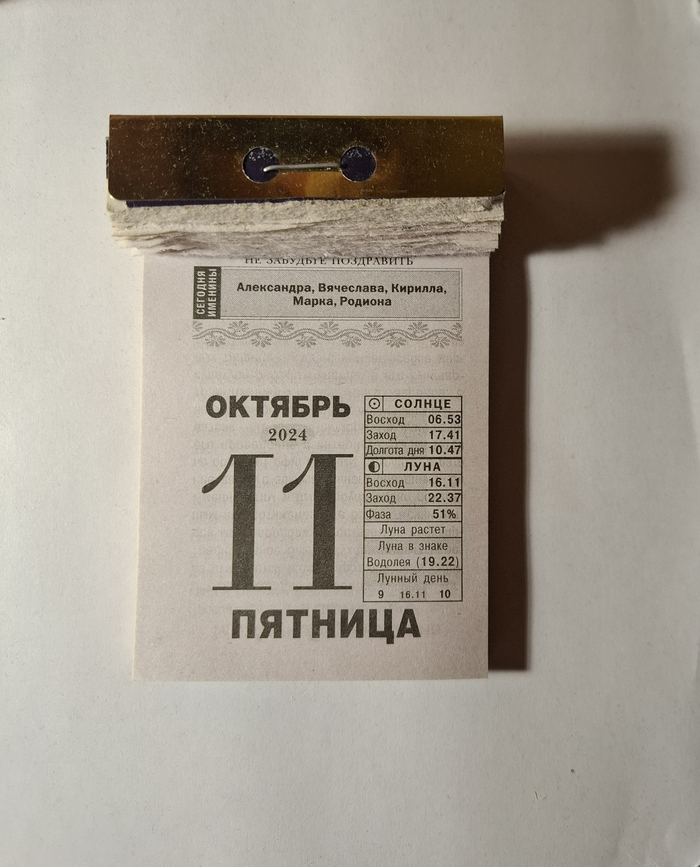 НЕ ЗАБУДЬТЕ ПОЗДРАВИТЬ
СЕГОДНЯ
ИМЕНИНЫ
Александра, Вячеслава, Кирилла,
Марка, Родиона
ОКТЯБРЬ
2024
11
ПЯТНИЦА
СОЛНЦЕ
Восход 06.53
Заход 17.41
Долгота дня 10.47
ЛУНА
Восход 16.11
Заход 22.37
Фаза 51%
Луна растет
Луна в знаке
Водолея (19.22)
Лунный день
9 16.11 10